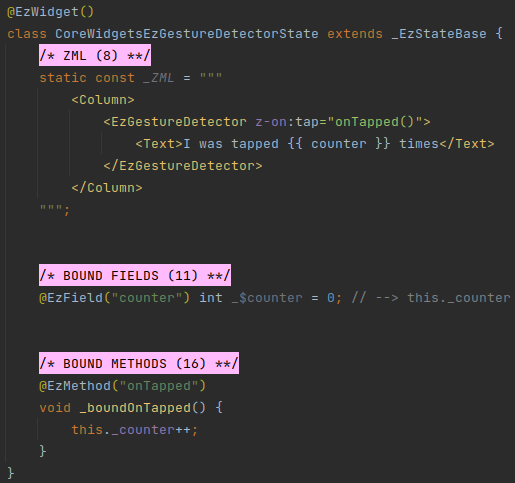 @EzWidget()
class CoreWidgetsEzGestureDetectorState extends _EzStateBase {
    /* ZML (8) **/
    static const _ZML = """
        <Column>
            <EzGestureDetector z-on:tap="onTapped()">
                <Text>I was tapped {{ counter }} times</Text>
            </EzGestureDetector>
        </Column>
    """;
    /* BOUND FIELDS (11) **/
    @EzField("counter") int _$counter = 0; // --> this._counter
    /* BOUND METHODS (16) **/
    @EzMethod("onTapped")
    void _boundOnTapped() {
        this._counter++;
    }
}